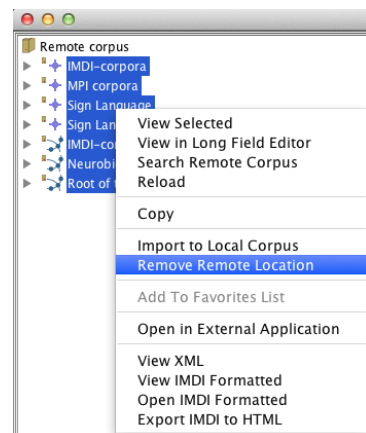 Remote corpus
IMDI-corpora
MPI corpora
Sign Language
Sign Lan
IMDI-co
Neurobi
Root of
View Selected
View in Long Field Editor
Search Remote Corpus
Reload
Copy
Import to Local Corpus
Remove Remote Location
Add To Favorites List
Open in External Application
View XML
View IMDI Formatted
Open IMDI Formatted
Export IMDI to HTML